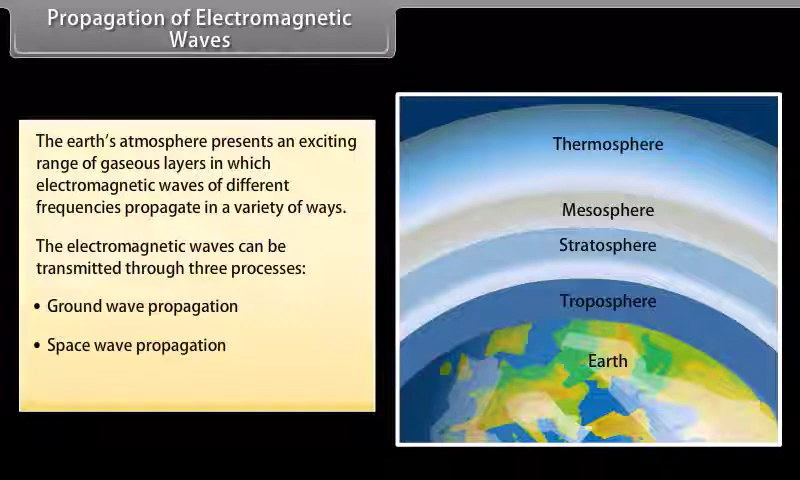 Propagation of Electromagnetic
Waves
The earth's atmosphere presents an exciting
range of gaseous layers in which
electromagnetic waves of different
frequencies propagate in a variety of ways.
The electromagnetic waves can be
transmitted through three processes:
• Ground wave propagation
• Space wave propagation
Thermosphere
Mesosphere
Stratosphere
Troposphere
Earth